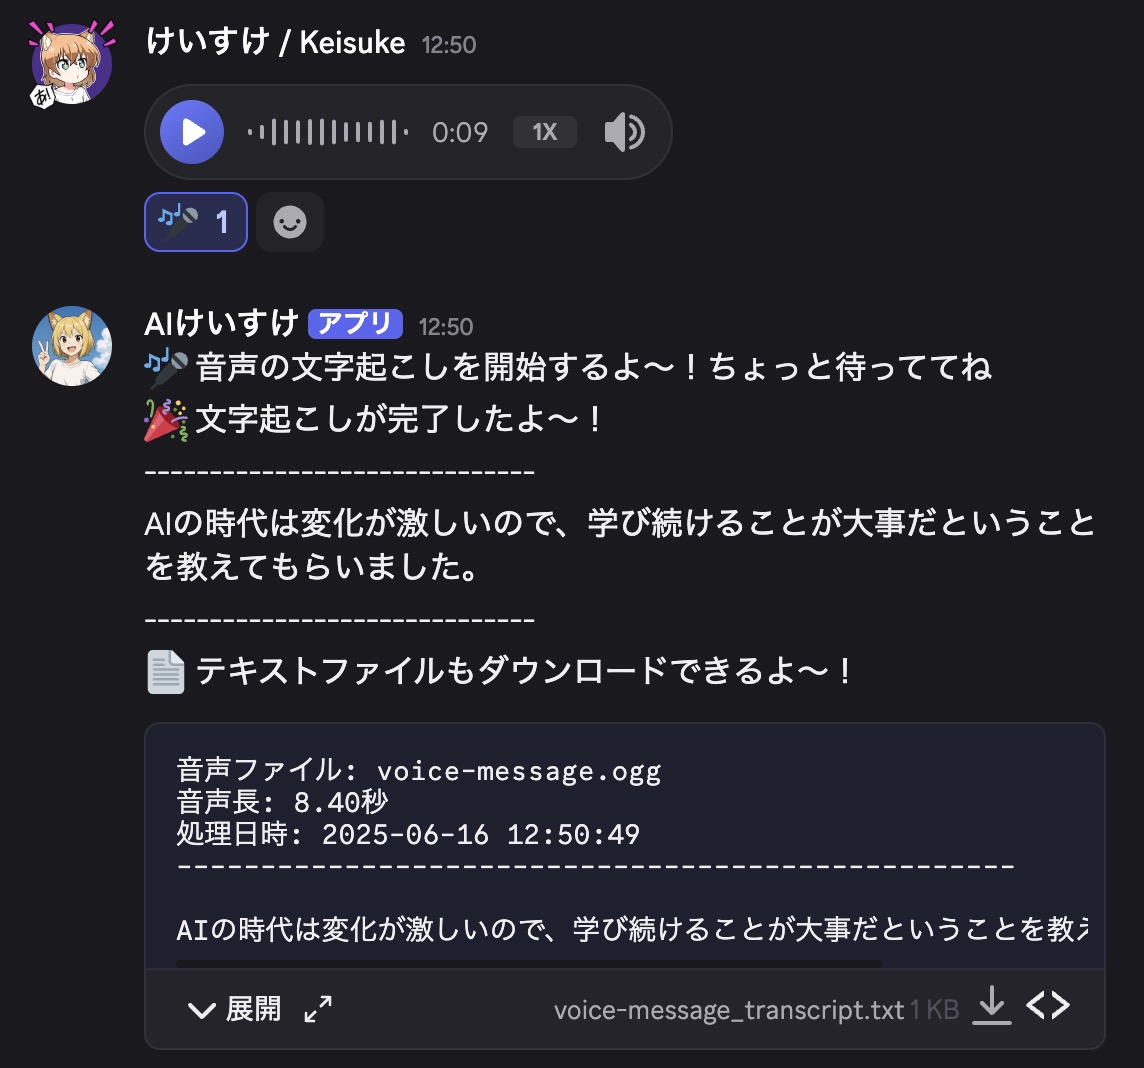 けいすけ / Keisuke 12:50
0:09 1X
1
あ!
AIけいすけ アプリ 12:50
音声の文字起こしを開始するよ〜！ちょっと待っててね
文字起こしが完了したよ〜！
------------------------------
AIの時代は変化が激しいので、学び続けることが大事だということ
を教えてもらいました。
------------------------------
テキストファイルもダウンロードできるよ〜！
音声ファイル: voice-message.ogg
音声長: 8.40秒
処理日時: 2025-06-16 12:50:49
--------------------------------------------------
AIの時代は変化が激しいので、学び続けることが大事だということを教え
展開 voice-message_transcript.txt 1 KB